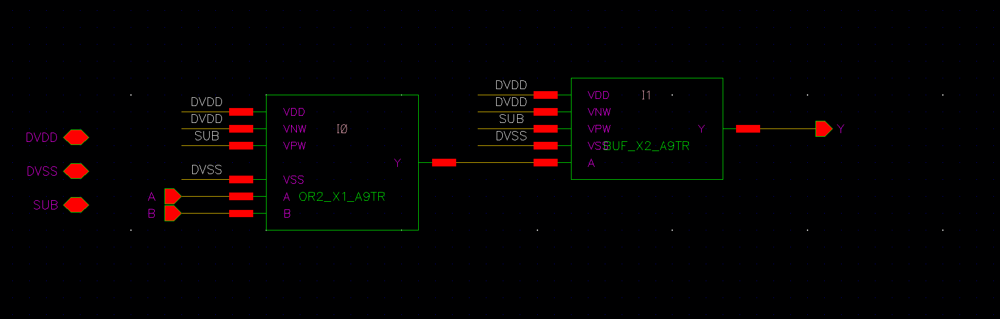 DVDD
DVSS
SUB
A
B
DVDD
DVDD
SUB
DVSS
VDD
VNW
VPW
VSS
A
B
I0
OR2_X1_A9TR
Y
DVDD
DVDD
SUB
DVSS
VDD
VNW
VPW
VSS
A
I1
BUF_X2_A9TR
Y
Y